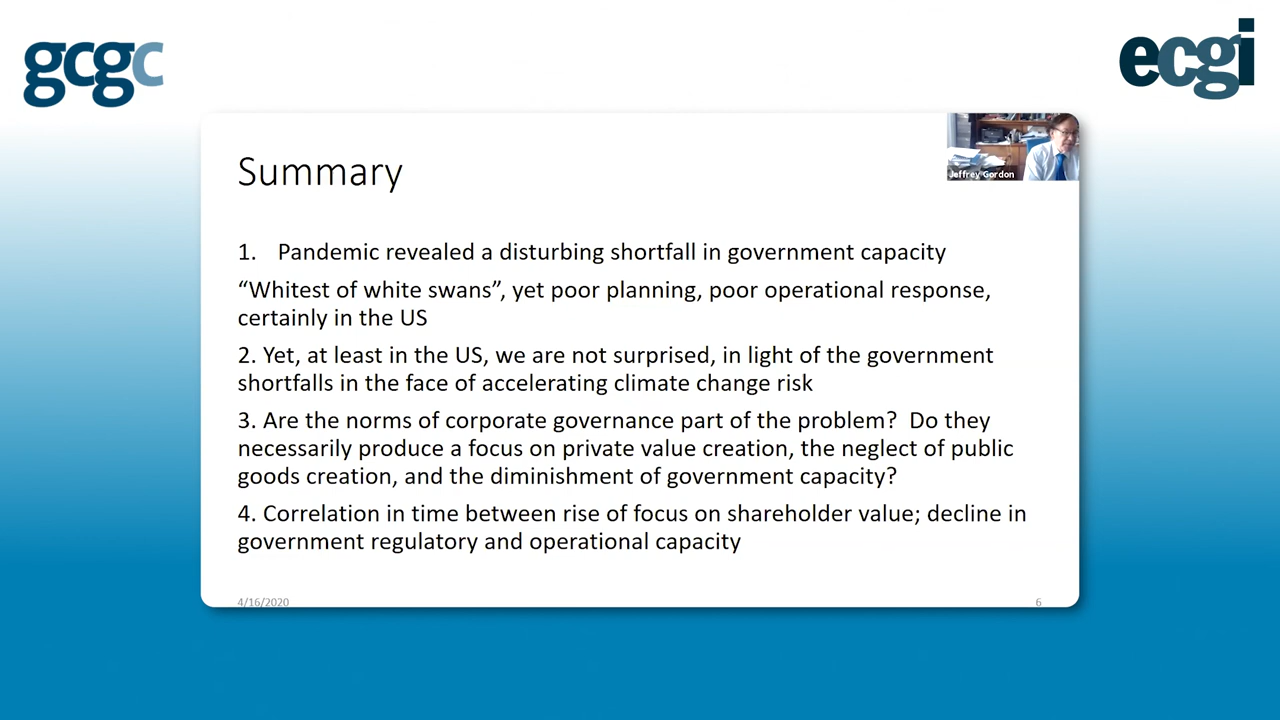 gcgc
ecgi
Jeffrey Gordon
Summary
1. Pandemic revealed a disturbing shortfall in government capacity
“Whitest of white swans”, yet poor planning, poor operational response,
certainly in the US
2. Yet, at least in the US, we are not surprised, in light of the government
shortfalls in the face of accelerating climate change risk
3. Are the norms of corporate governance part of the problem?  Do they
necessarily produce a focus on private value creation, the neglect of public
goods creation, and the diminishment of government capacity?
4. Correlation in time between rise of focus on shareholder value; decline in
government regulatory and operational capacity
4/16/2020
6